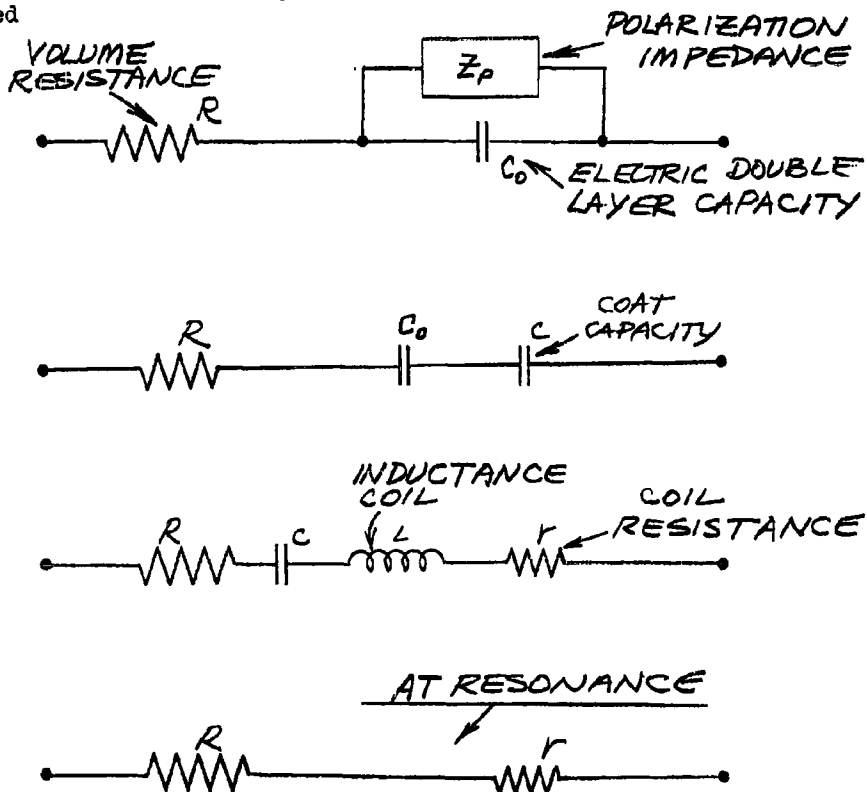 ed
VOLUME
RESISTANCE
R
Zp
POLARIZATION
IMPEDANCE
C₀
ELECTRIC DOUBLE
LAYER CAPACITY
R
C₀
C
COAT
CAPACITY
R
C
INDUCTANCE
COIL
L
r
COIL
RESISTANCE
AT RESONANCE
R
r